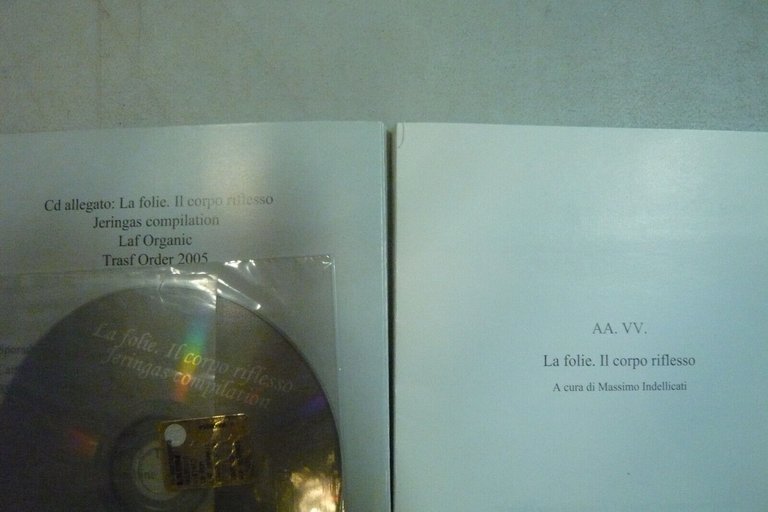 Cd allegato: La folie. Il corpo riflesso
Jeringas compilation
Laf Organic
Trasf Order 2005
La folie. Il corpo riflesso
Jeringas compilation
AA. VV.
La folie. Il corpo riflesso
A cura di Massimo Indellicati